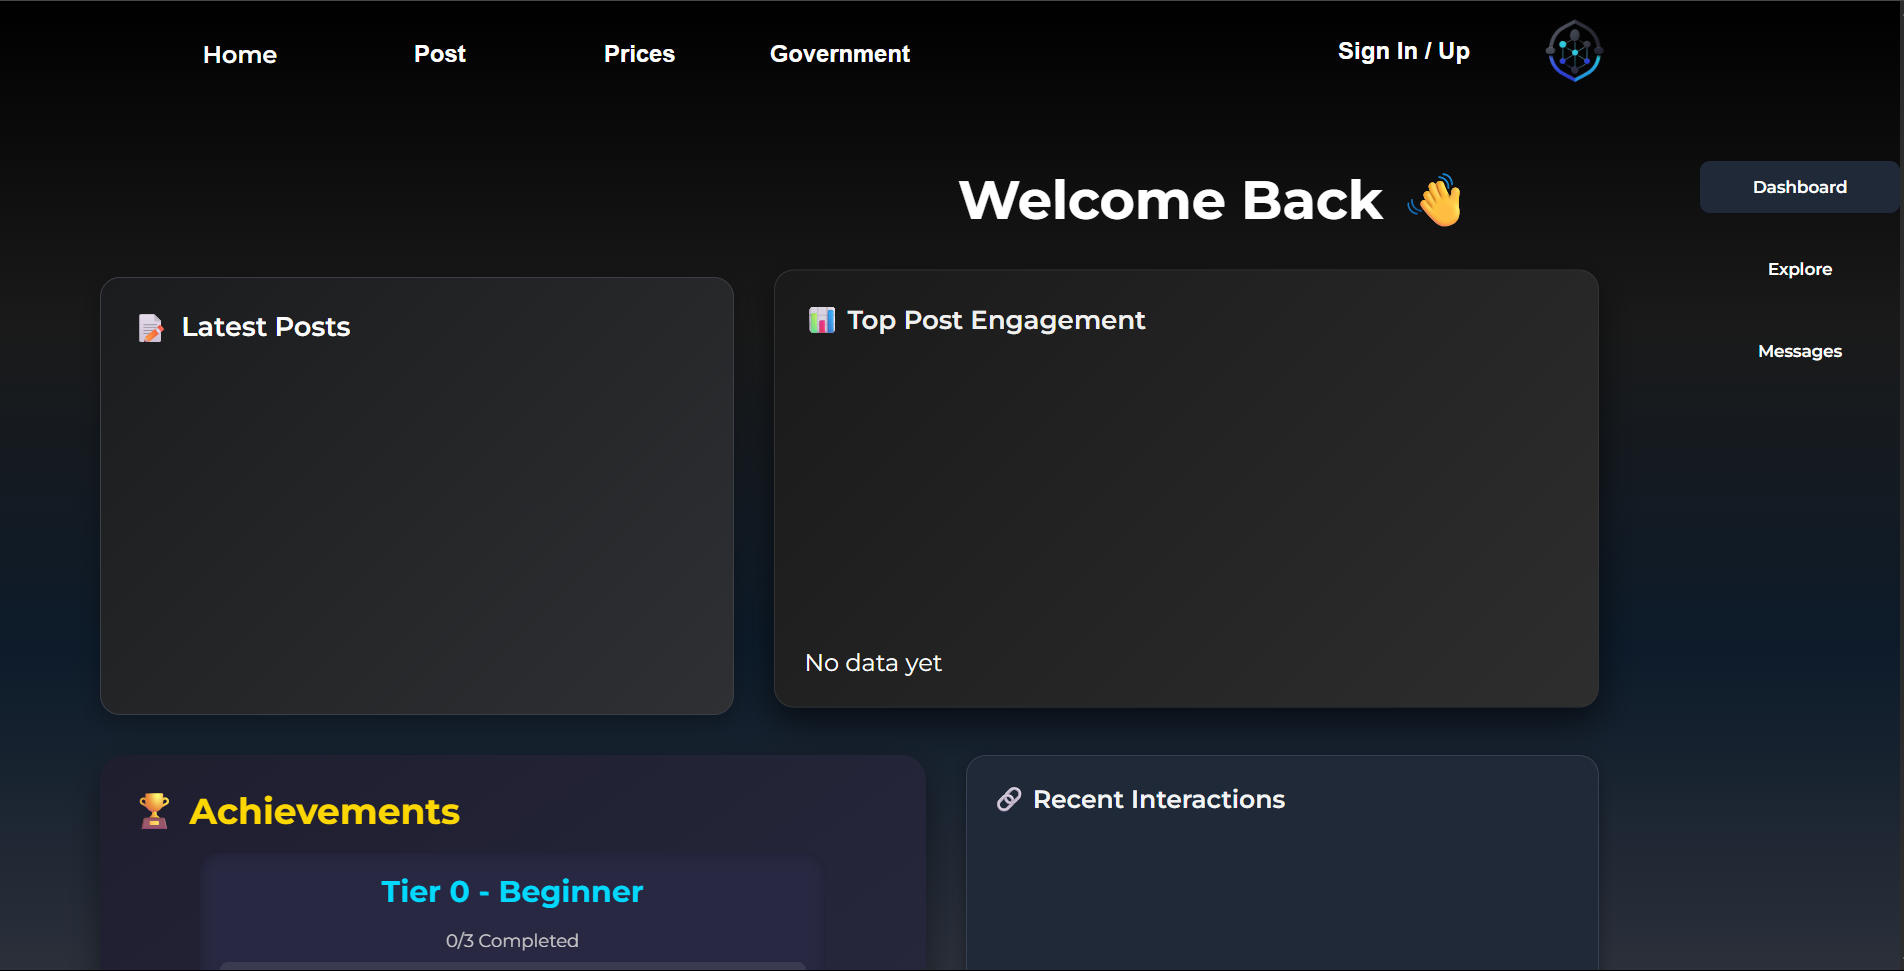 Home
Post
Prices
Government
Sign In / Up
Welcome Back 👋
Dashboard
Explore
Messages
📝 Latest Posts
📊 Top Post Engagement
No data yet
🏆 Achievements
Tier 0 - Beginner
0/3 Completed
🔗 Recent Interactions